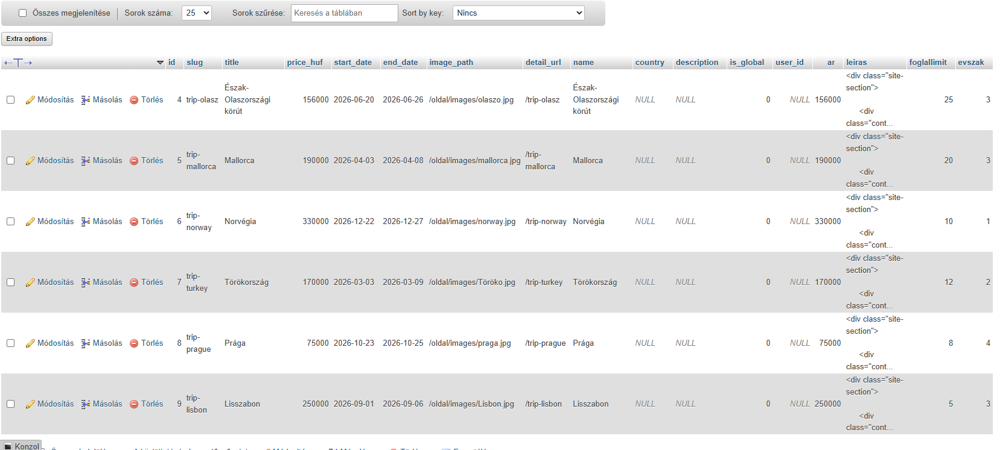 Összes megjelenítése Sorok száma: 25 Sorok szűrése: Keresés a táblában Sort by key: Nincs
Extra options
id slug title price_huf start_date end_date image_path detail_url name country description is_global user_id ar leiras foglallimit evszak
Módosítás Másolás Törlés 4 trip-olasz Észak-Olaszországi körút 156000 2026-06-20 2026-06-26 /oldal/images/olaszo.jpg /trip-olasz Észak-Olaszországi körút NULL NULL 0 NULL 156000 <div class="site-section"> <div class="cont... 25 3
Módosítás Másolás Törlés 5 trip-mallorca Mallorca 190000 2026-04-03 2026-04-08 /oldal/images/mallorca.jpg /trip-mallorca Mallorca NULL NULL 0 NULL 190000 <div class="site-section"> <div class="cont... 20 3
Módosítás Másolás Törlés 6 trip-norway Norvégia 330000 2026-12-22 2026-12-27 /oldal/images/norway.jpg /trip-norway Norvégia NULL NULL 0 NULL 330000 <div class="site-section"> <div class="cont... 10 1
Módosítás Másolás Törlés 7 trip-turkey Törökország 170000 2026-03-03 2026-03-09 /oldal/images/Töröko.jpg /trip-turkey Törökország NULL NULL 0 NULL 170000 <div class="site-section"> <div class="cont... 12 2
Módosítás Másolás Törlés 8 trip-prague Prága 75000 2026-10-23 2026-10-25 /oldal/images/praga.jpg /trip-prague Prága NULL NULL 0 NULL 75000 <div class="site-section"> <div class="cont... 8 4
Módosítás Másolás Törlés 9 trip-lisbon Lisszabon 250000 2026-09-01 2026-09-06 /oldal/images/Lisbon.jpg /trip-lisbon Lisszabon NULL NULL 0 NULL 250000 <div class="site-section"> <div class="cont... 5 3
Konzol